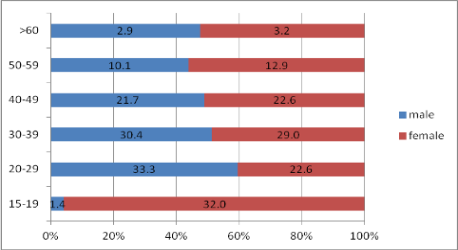 >60 2.9 3.2
50-59 10.1 12.9
40-49 21.7 22.6
male
30-39 30.4 29.0
female
20-29 33.3 22.6
15-19 1.4 32.0
0% 20% 40% 60% 80% 100%